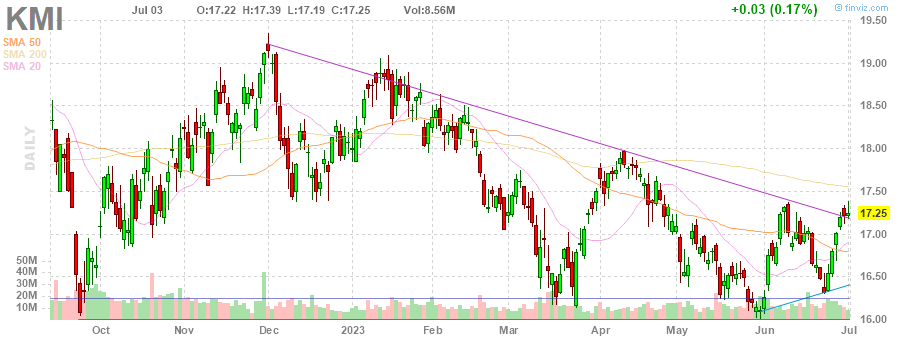 KMI Jul 03 O:17.22 H:17.39 L:17.19 C:17.25 Vol:8.56M +0.03 (0.17%) finviz.com
SMA 50
SMA 200
SMA 20
DAILY
19.50
19.00
18.50
18.00
17.50
17.25
17.00
16.50
16.00
50M
40M
30M
20M
10M
Oct Nov Dec 2023 Feb Mar Apr May Jun Jul